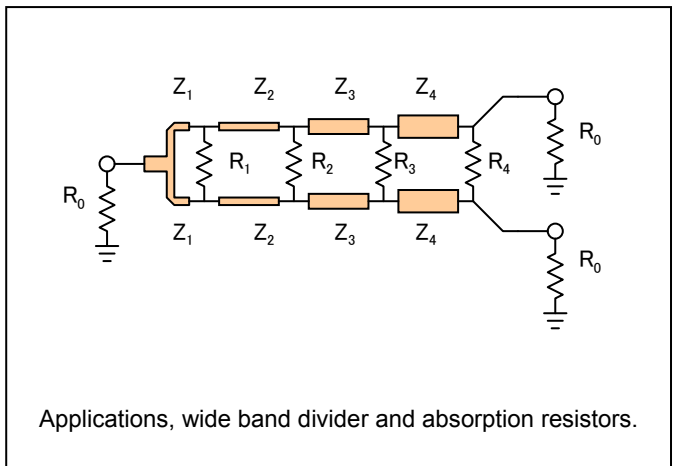 Z₁ Z₂ Z₃ Z₄
R₀ R₁ R₂ R₃ R₄ R₀
Z₁ Z₂ Z₃ Z₄
R₀
Applications, wide band divider and absorption resistors.